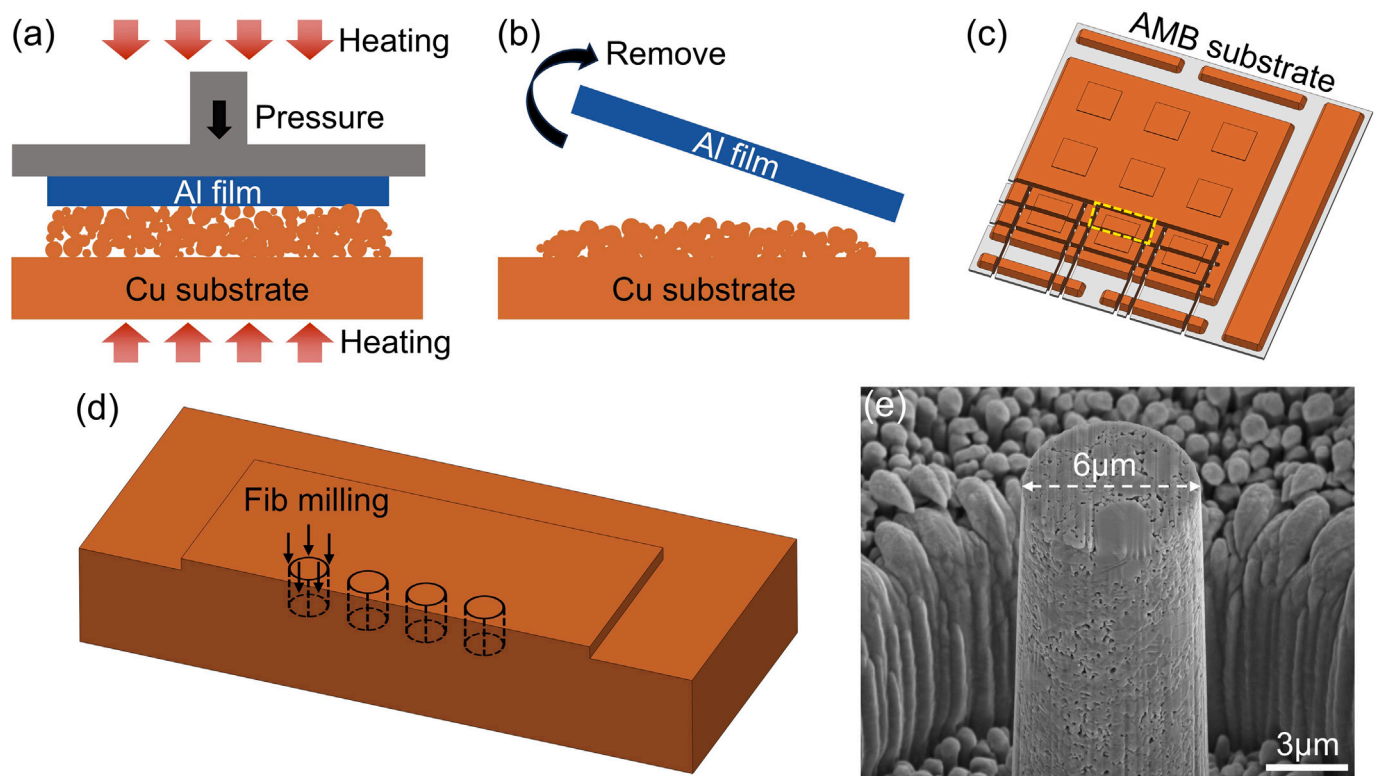 (a)
Heating
Pressure
Al film
Cu substrate
Heating
(b)
Remove
Al film
Cu substrate
(c)
AMB substrate
(d)
Fib milling
(e)
6μm
3μm